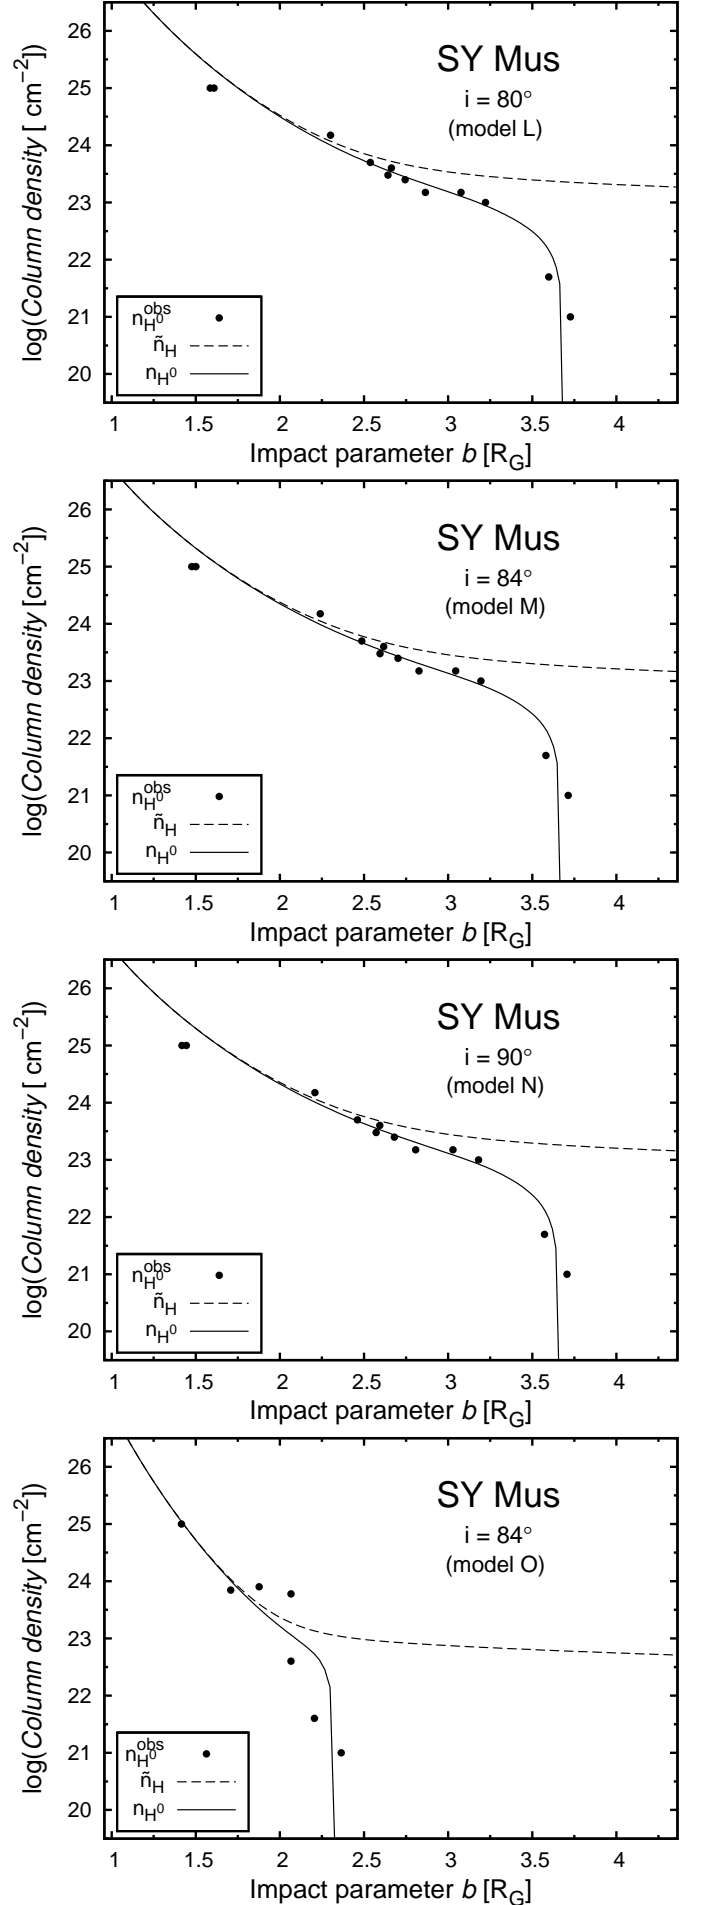 26
25
24
23
22
21
20
log(Column density [ cm⁻²])
SY Mus
i = 80°
(model L)
n_H⁰^obs
ñ_H
n_H⁰
1 1.5 2 2.5 3 3.5 4
Impact parameter b [R_G]
26
25
24
23
22
21
20
log(Column density [cm⁻²])
SY Mus
i = 84°
(model M)
n_H⁰^obs
ñ_H
n_H⁰
1 1.5 2 2.5 3 3.5 4
Impact parameter b [R_G]
26
25
24
23
22
21
20
log(Column density [ cm⁻²])
SY Mus
i = 90°
(model N)
n_H⁰^obs
ñ_H
n_H⁰
1 1.5 2 2.5 3 3.5 4
Impact parameter b [R_G]
26
25
24
23
22
21
20
log(Column density [cm⁻²])
SY Mus
i = 84°
(model O)
n_H⁰^obs
ñ_H
n_H⁰
1 1.5 2 2.5 3 3.5 4
Impact parameter b [R_G]